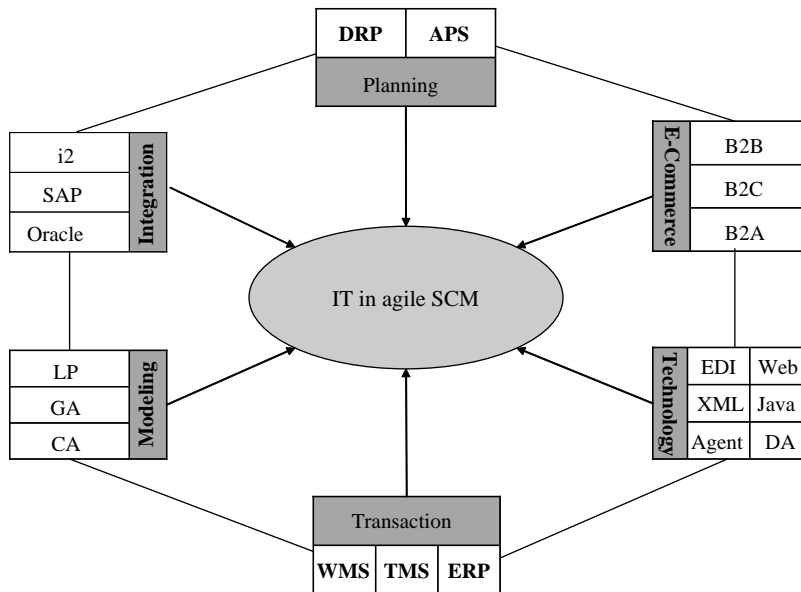 DRP APS
Planning
i2
SAP
Oracle
Integration
E-Commerce
B2B
B2C
B2A
IT in agile SCM
LP
GA
CA
Modeling
Technology
EDI Web
XML Java
Agent DA
Transaction
WMS TMS ERP